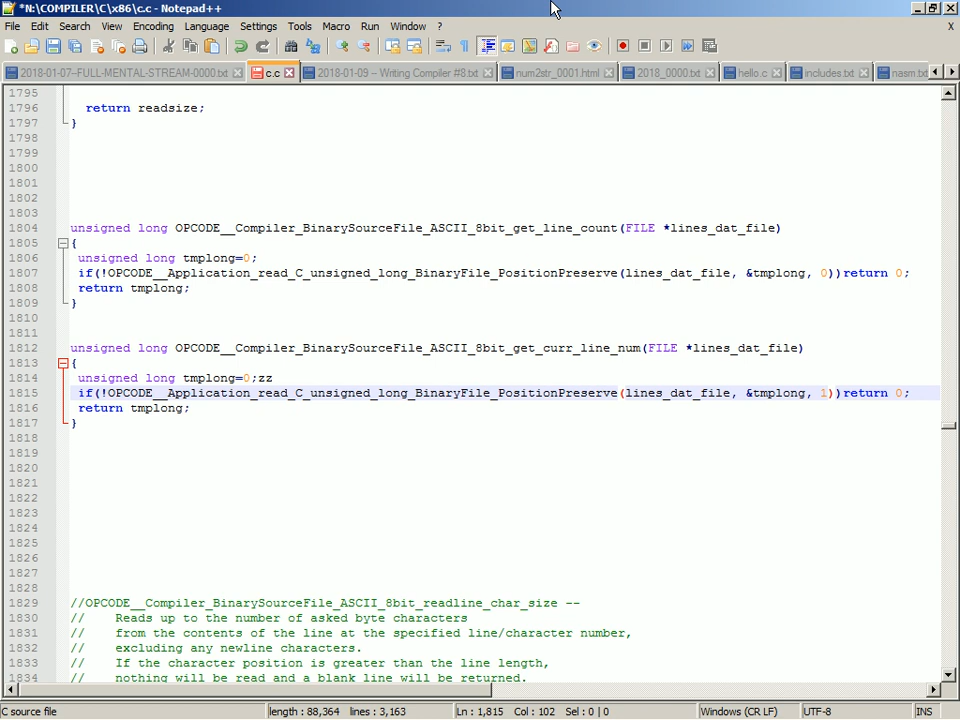 *N:\COMPILER\C\x86\c.c - Notepad++
File Edit Search View Encoding Language Settings Tools Macro Run Window ? X
2018-01-07-FULL-MENTAL-STREAM-0000.txt c.c 2018-01-09 -- Writing Compiler #8.txt num2str_0001.html 2018_0000.txt hello.c includes.txt nasm.txt
1795
1796 return readsize;
1797 }
1798
1799
1800
1801
1802
1803
1804 unsigned long OPCODE__Compiler_BinarySourceFile_ASCII_8bit_get_line_count(FILE *lines_dat_file)
1805 {
1806 unsigned long tmplong=0;
1807 if(!OPCODE__Application_read_C_unsigned_long_BinaryFile_PositionPreserve(lines_dat_file, &tmplong, 0))return 0;
1808 return tmplong;
1809 }
1810
1811
1812 unsigned long OPCODE__Compiler_BinarySourceFile_ASCII_8bit_get_curr_line_num(FILE *lines_dat_file)
1813 {
1814 unsigned long tmplong=0;zz
1815 if(!OPCODE__Application_read_C_unsigned_long_BinaryFile_PositionPreserve(lines_dat_file, &tmplong, 1))return 0;
1816 return tmplong;
1817 }
1818
1819
1820
1821
1822
1823
1824
1825
1826
1827
1828
1829 //OPCODE__Compiler_BinarySourceFile_ASCII_8bit_readline_char_size --
1830 // Reads up to the number of asked byte characters
1831 // from the contents of the line at the specified line/character number,
1832 // excluding any newline characters.
1833 // If the character position is greater than the line length,
1834 // nothing will be read and a blank line will be returned.
C source file length : 88,364 lines : 3,163 Ln : 1,815 Col : 102 Sel : 0 | 0 Windows (CR LF) UTF-8 INS